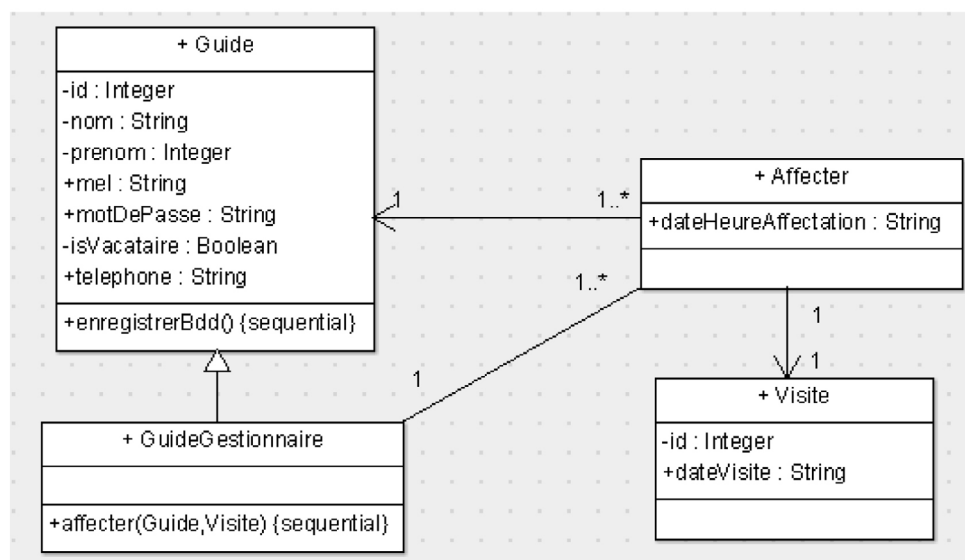 + Guide
-id : Integer
-nom : String
-prenom : Integer
+mel : String
+motDePasse : String
-isVacataire : Boolean
+telephone : String
+enregistrerBdd() {sequential}
1
1..*
+ Affecter
+dateHeureAffectation : String
1..*
1
1
1
+ GuideGestionnaire
+affecter(Guide,Visite) {sequential}
+ Visite
-id : Integer
+dateVisite : String